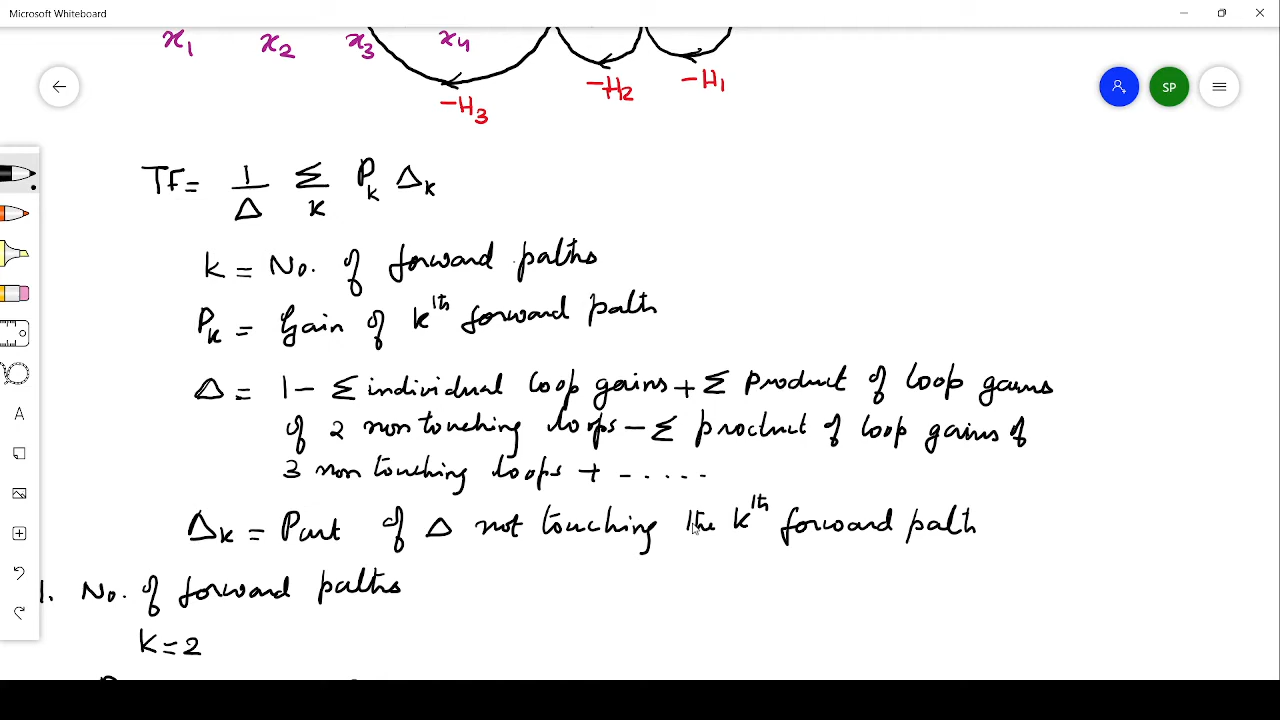 Microsoft Whiteboard
x1 x2 x3 x4
-H3 -H2 -H1
SP
TF= 1/Δ Σ_K P_K Δ_K
K = No. of forward paths
P_K = Gain of K^th forward path
Δ = 1 - Σ individual loop gains + Σ product of loop gains
of 2 non touching loops - Σ product of loop gains of
3 non touching loops + - . . . . .
Δ_K = Part of Δ not touching the K^th forward path
1. No. of forward paths
K=2
A